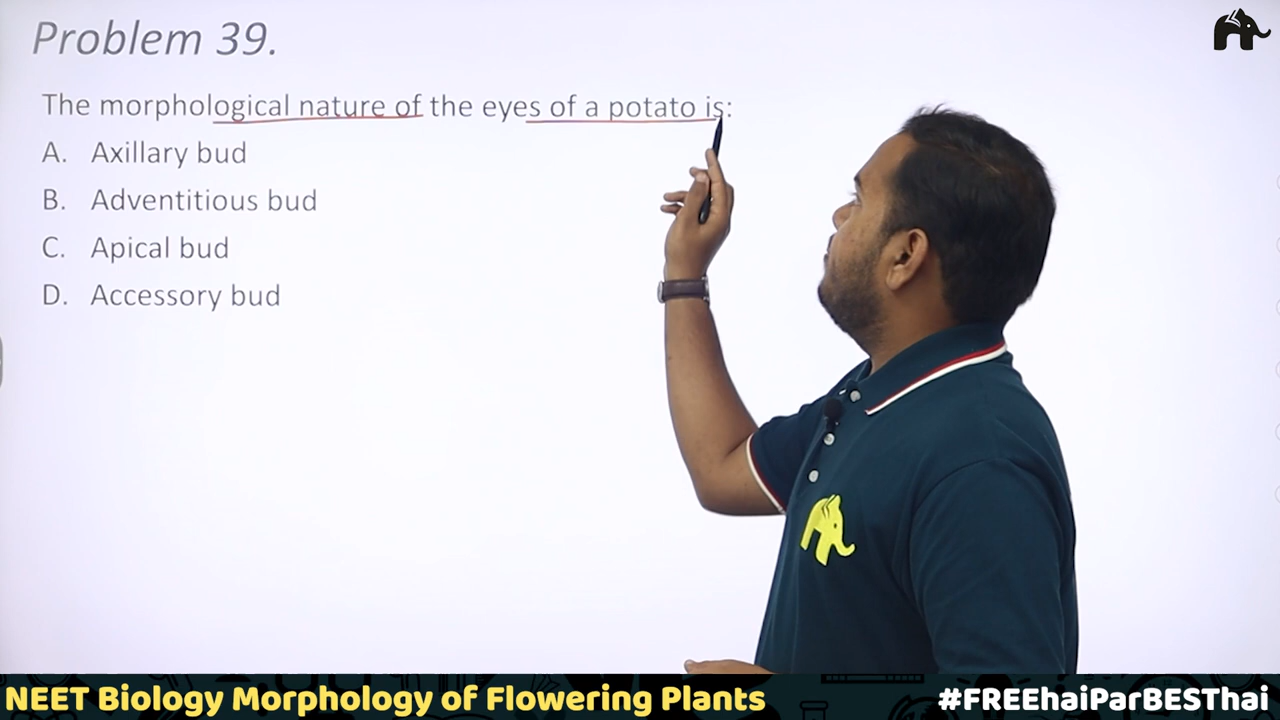 Problem 39.
The morphological nature of the eyes of a potato is:
A. Axillary bud
B. Adventitious bud
C. Apical bud
D. Accessory bud
NEET Biology Morphology of Flowering Plants
#FREEhaiParBESThai